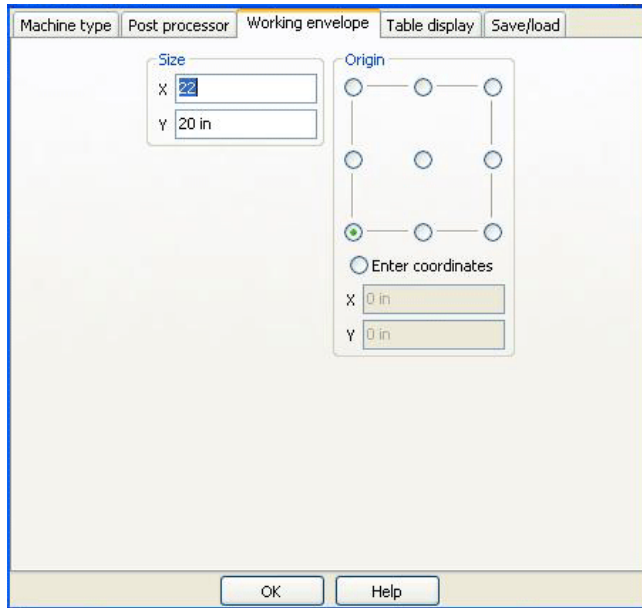 Machine type Post processor Working envelope Table display Save/load
Size
X 22
Y 20 in
Origin
Enter coordinates
X 0 in
Y 0 in
OK Help